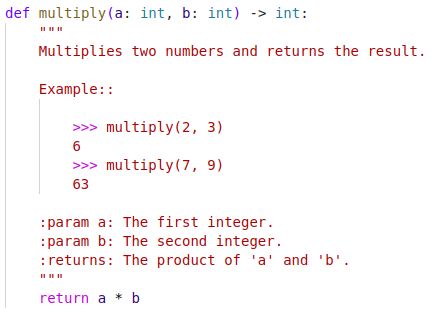 def multiply(a: int, b: int) -> int:
"""
Multiplies two numbers and returns the result.
Example::
>>> multiply(2, 3)
6
>>> multiply(7, 9)
63
:param a: The first integer.
:param b: The second integer.
:returns: The product of 'a' and 'b'.
"""
return a * b